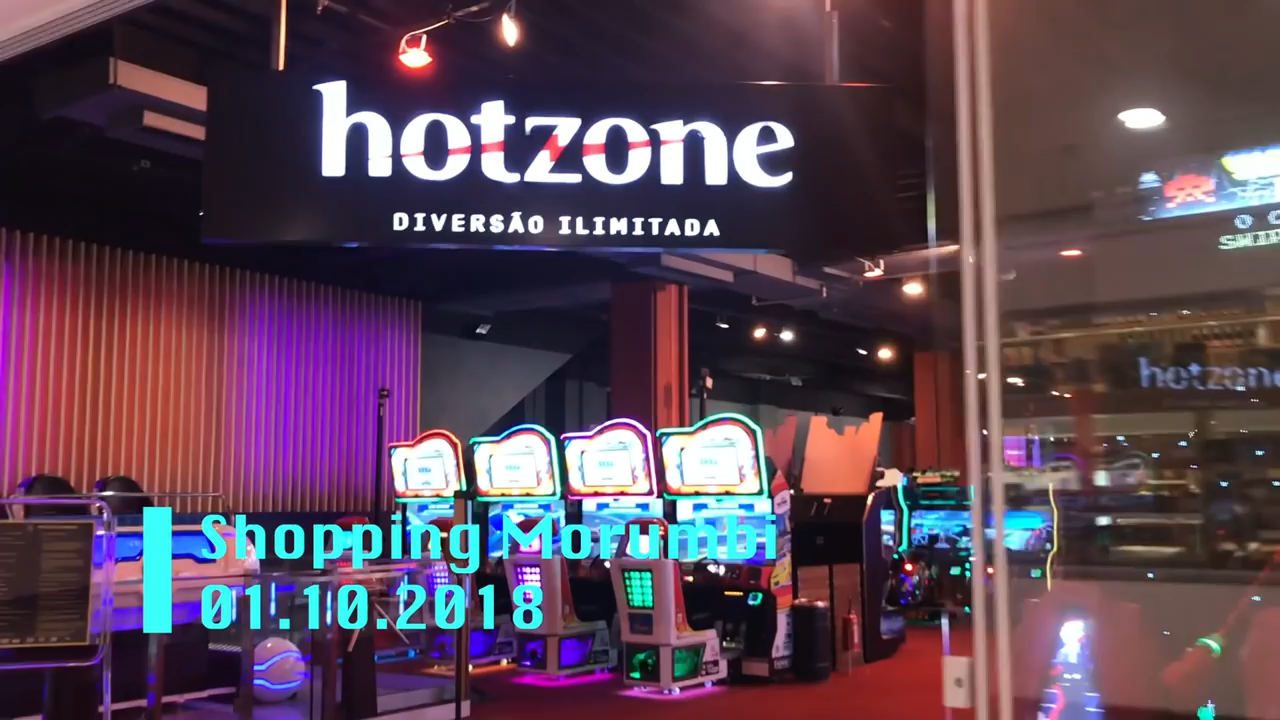 hotzone
DIVERSÃO ILIMITADA
hotzone
Shopping Morumbi
01.10.2018